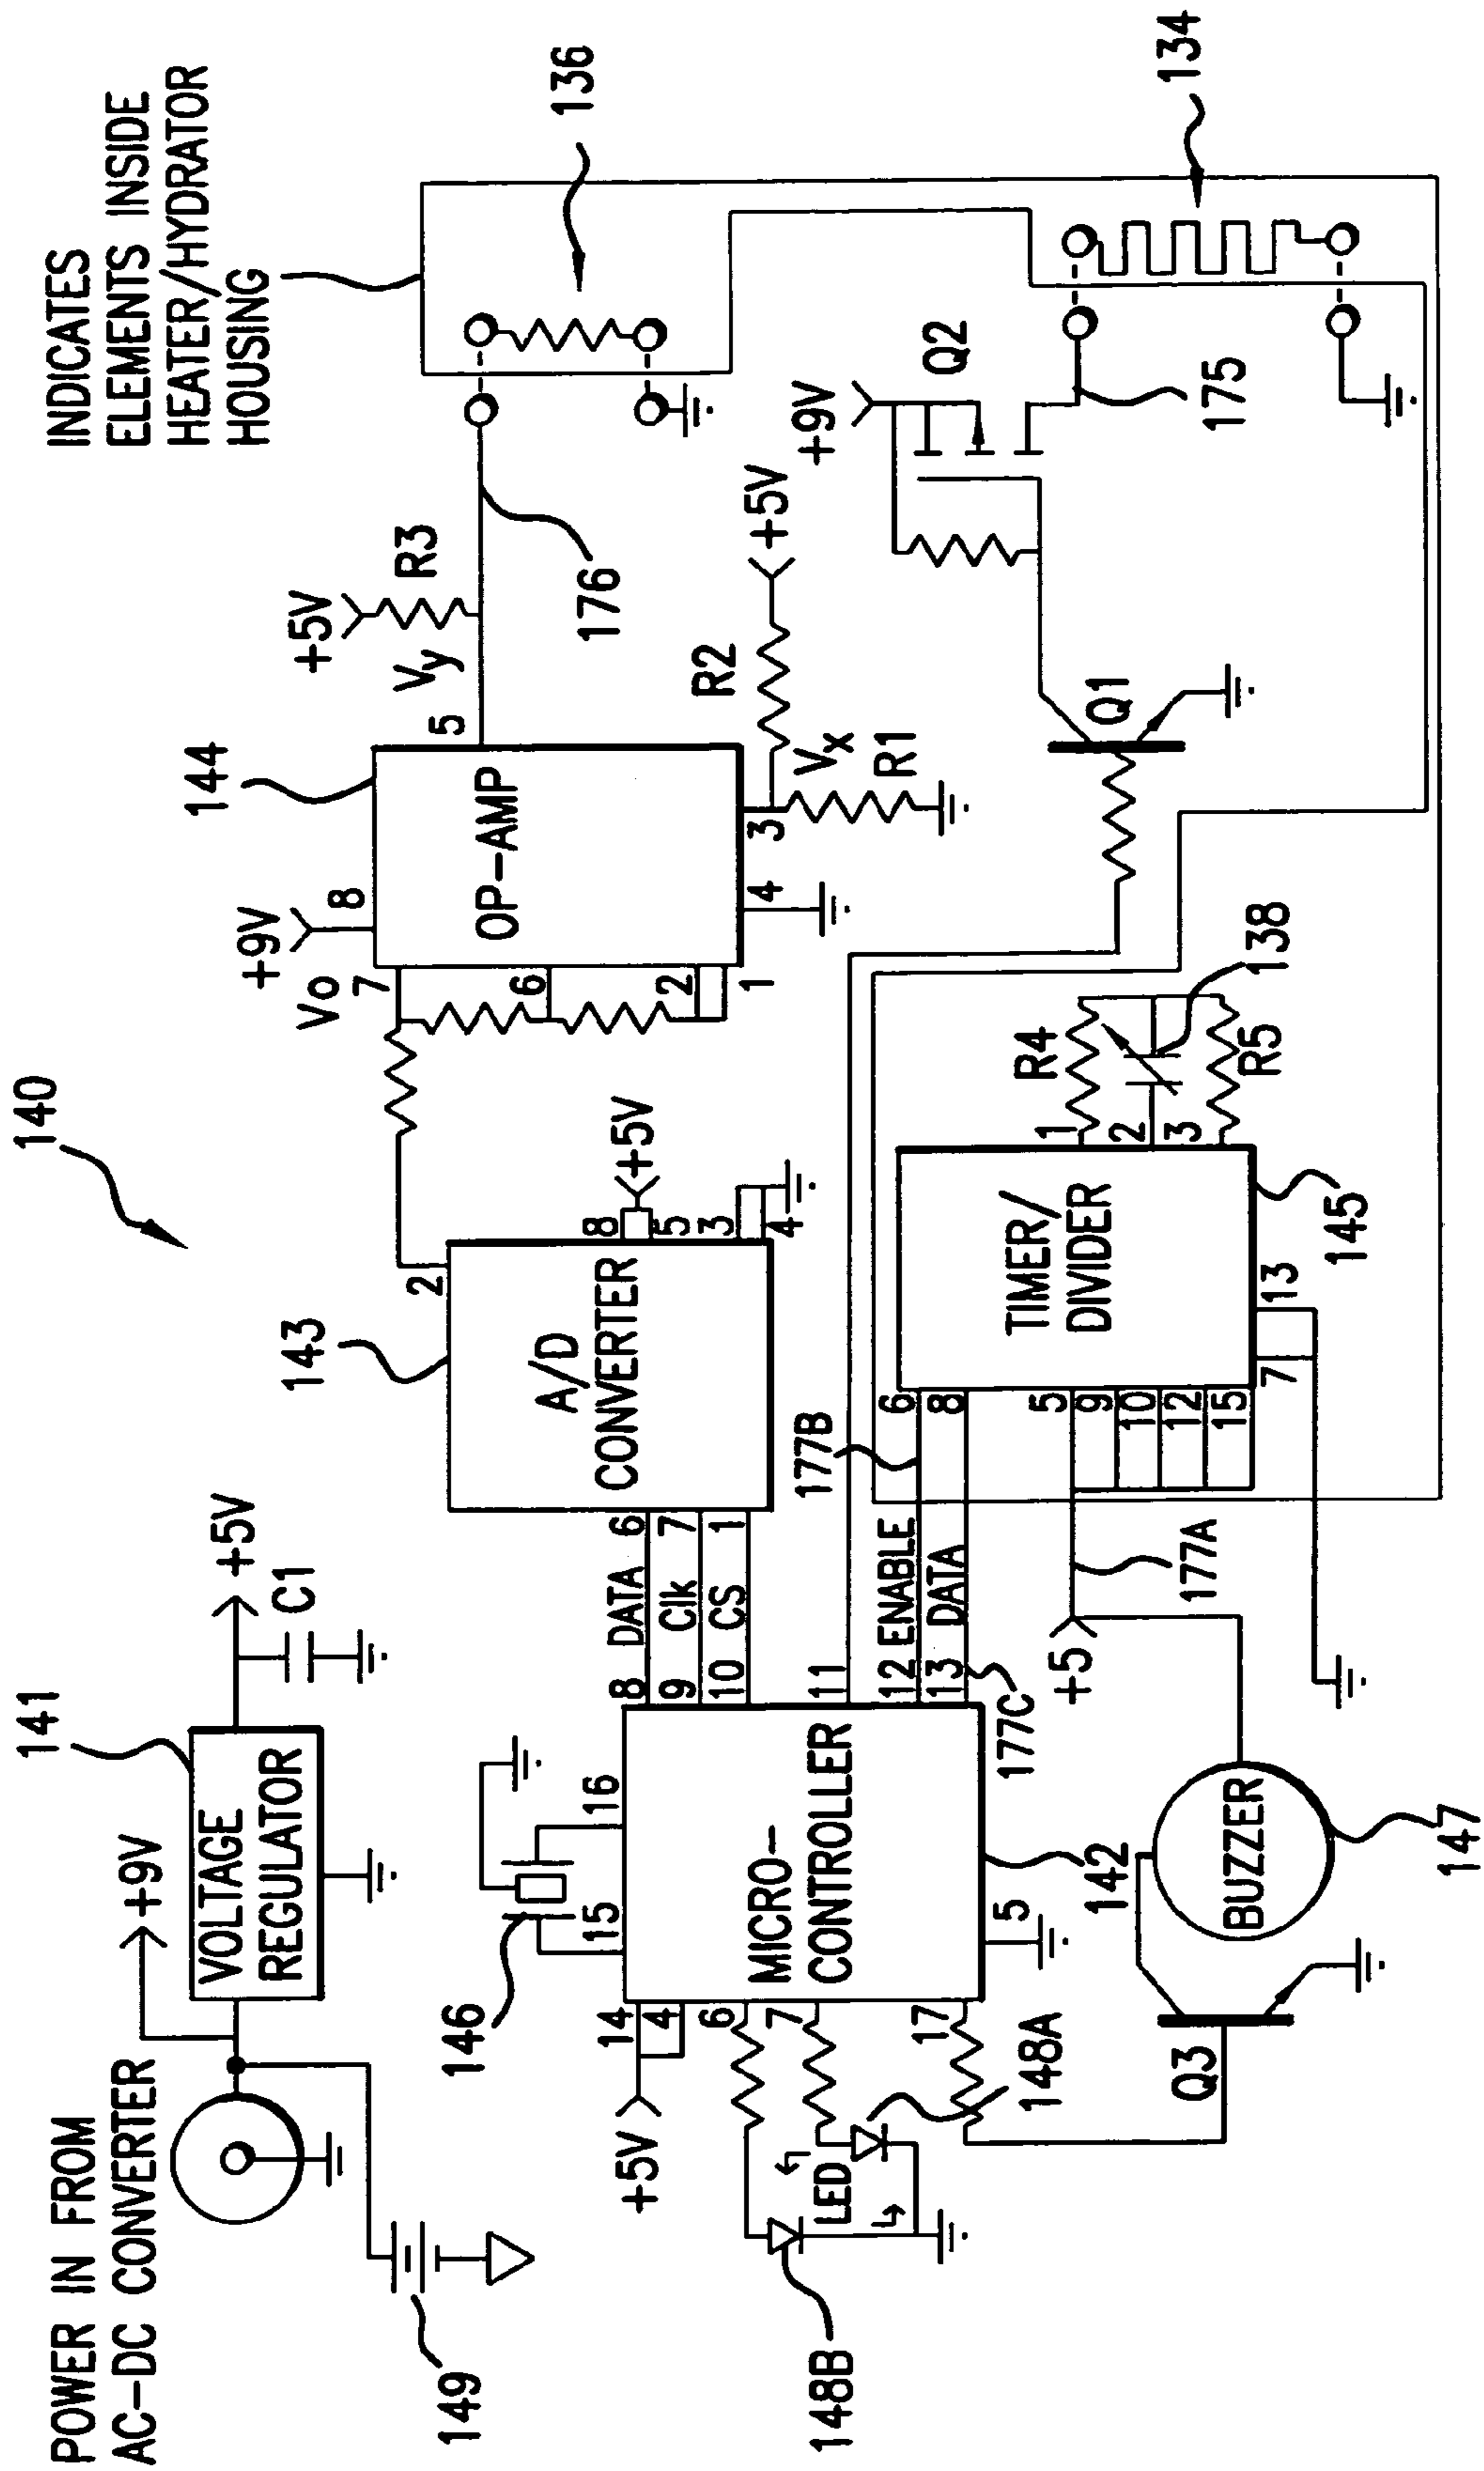 140
POWER IN FROM
AC-DC CONVERTER
+9V
141
VOLTAGE
REGULATOR
+5V
C1
149
INDICATES
ELEMENTS INSIDE
HEATER/HYDRATOR
HOUSING
144
+9V
8
Vo
7
6
2
1
OP-AMP
5
3
4
Vy
+5V
R3
176
136
R2
+5V
Vx
R1
143
2
A/D
CONVERTER
8
5
3
4
+5V
6
7
1
DATA
Clk
CS
8
9
10
146
15
16
14
4
+5V
6
7
17
MICRO-
CONTROLLER
11
12
13
5
142
ENABLE
DATA
177B
177C
LED
148A
148B
Q3
BUZZER
147
+5
177A
6
8
5
9
10
12
15
TIMER/
DIVIDER
1
2
3
7
13
145
R4
138
R5
Q1
+9V
Q2
175
134